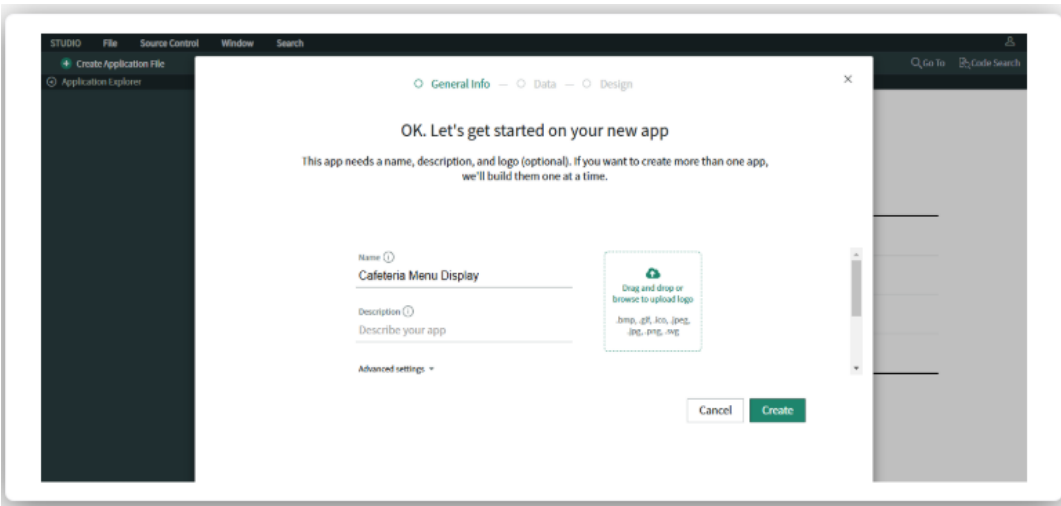 STUDIO File Source Control Window Search
Create Application File Go To Code Search
Application Explorer
General Info — Data — Design
OK. Let's get started on your new app
This app needs a name, description, and logo (optional). If you want to create more than one app,
we'll build them one at a time.
Name
Cafeteria Menu Display
Description
Describe your app
Advanced settings
Drag and drop or
browse to upload logo
.bmp, .gif, .ico, .jpeg,
.jpg, .png, .svg
Cancel Create